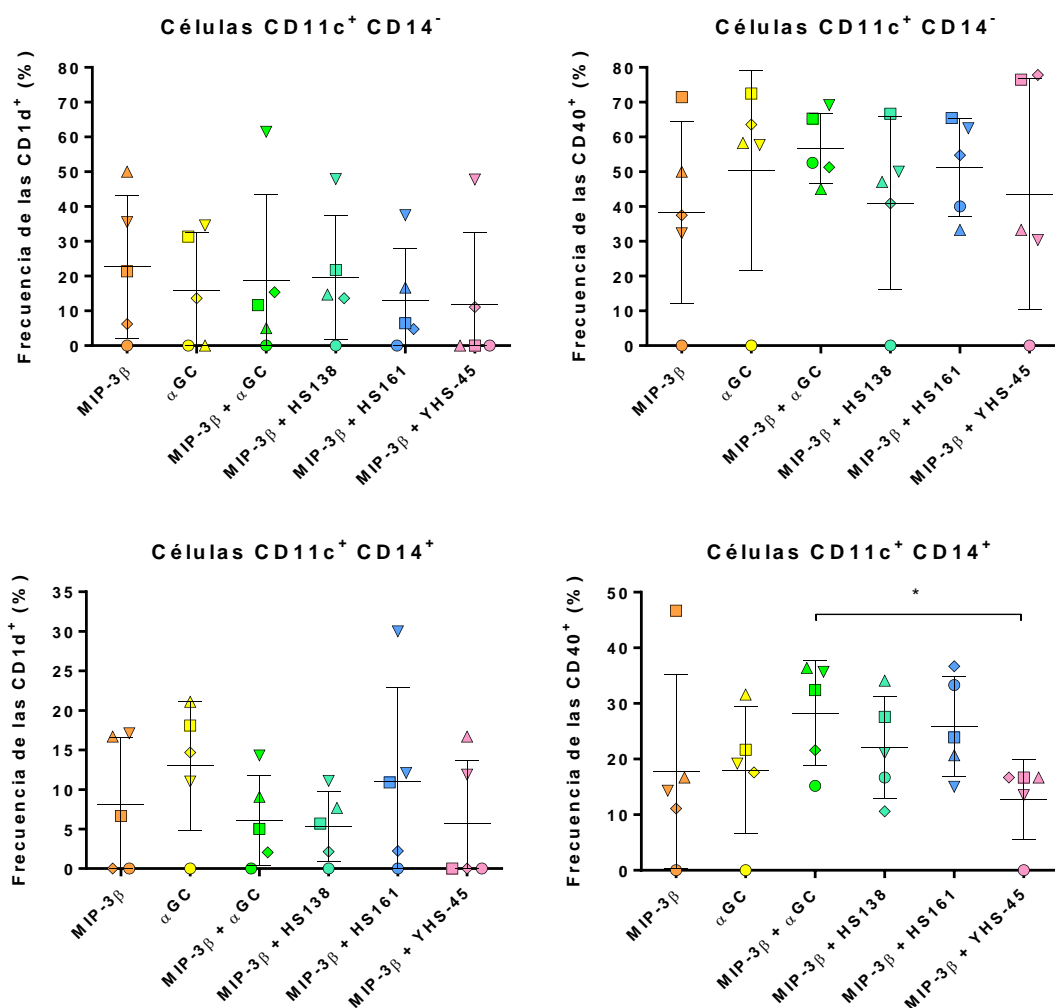 Células CD11c⁺ CD14⁻
Frecuencia de las CD1d⁺ (%)
80
70
60
50
40
30
20
10
0
MIP-3β
αGC
MIP-3β + αGC
MIP-3β + HS138
MIP-3β + HS161
MIP-3β + YHS-45
Células CD11c⁺ CD14⁻
Frecuencia de las CD40⁺ (%)
80
70
60
50
40
30
20
10
0
MIP-3β
αGC
MIP-3β + αGC
MIP-3β + HS138
MIP-3β + HS161
MIP-3β + YHS-45
Células CD11c⁺ CD14⁺
Frecuencia de las CD1d⁺ (%)
35
30
25
20
15
10
5
0
MIP-3β
αGC
MIP-3β + αGC
MIP-3β + HS138
MIP-3β + HS161
MIP-3β + YHS-45
Células CD11c⁺ CD14⁺
Frecuencia de las CD40⁺ (%)
50
40
30
20
10
0
*
MIP-3β
αGC
MIP-3β + αGC
MIP-3β + HS138
MIP-3β + HS161
MIP-3β + YHS-45